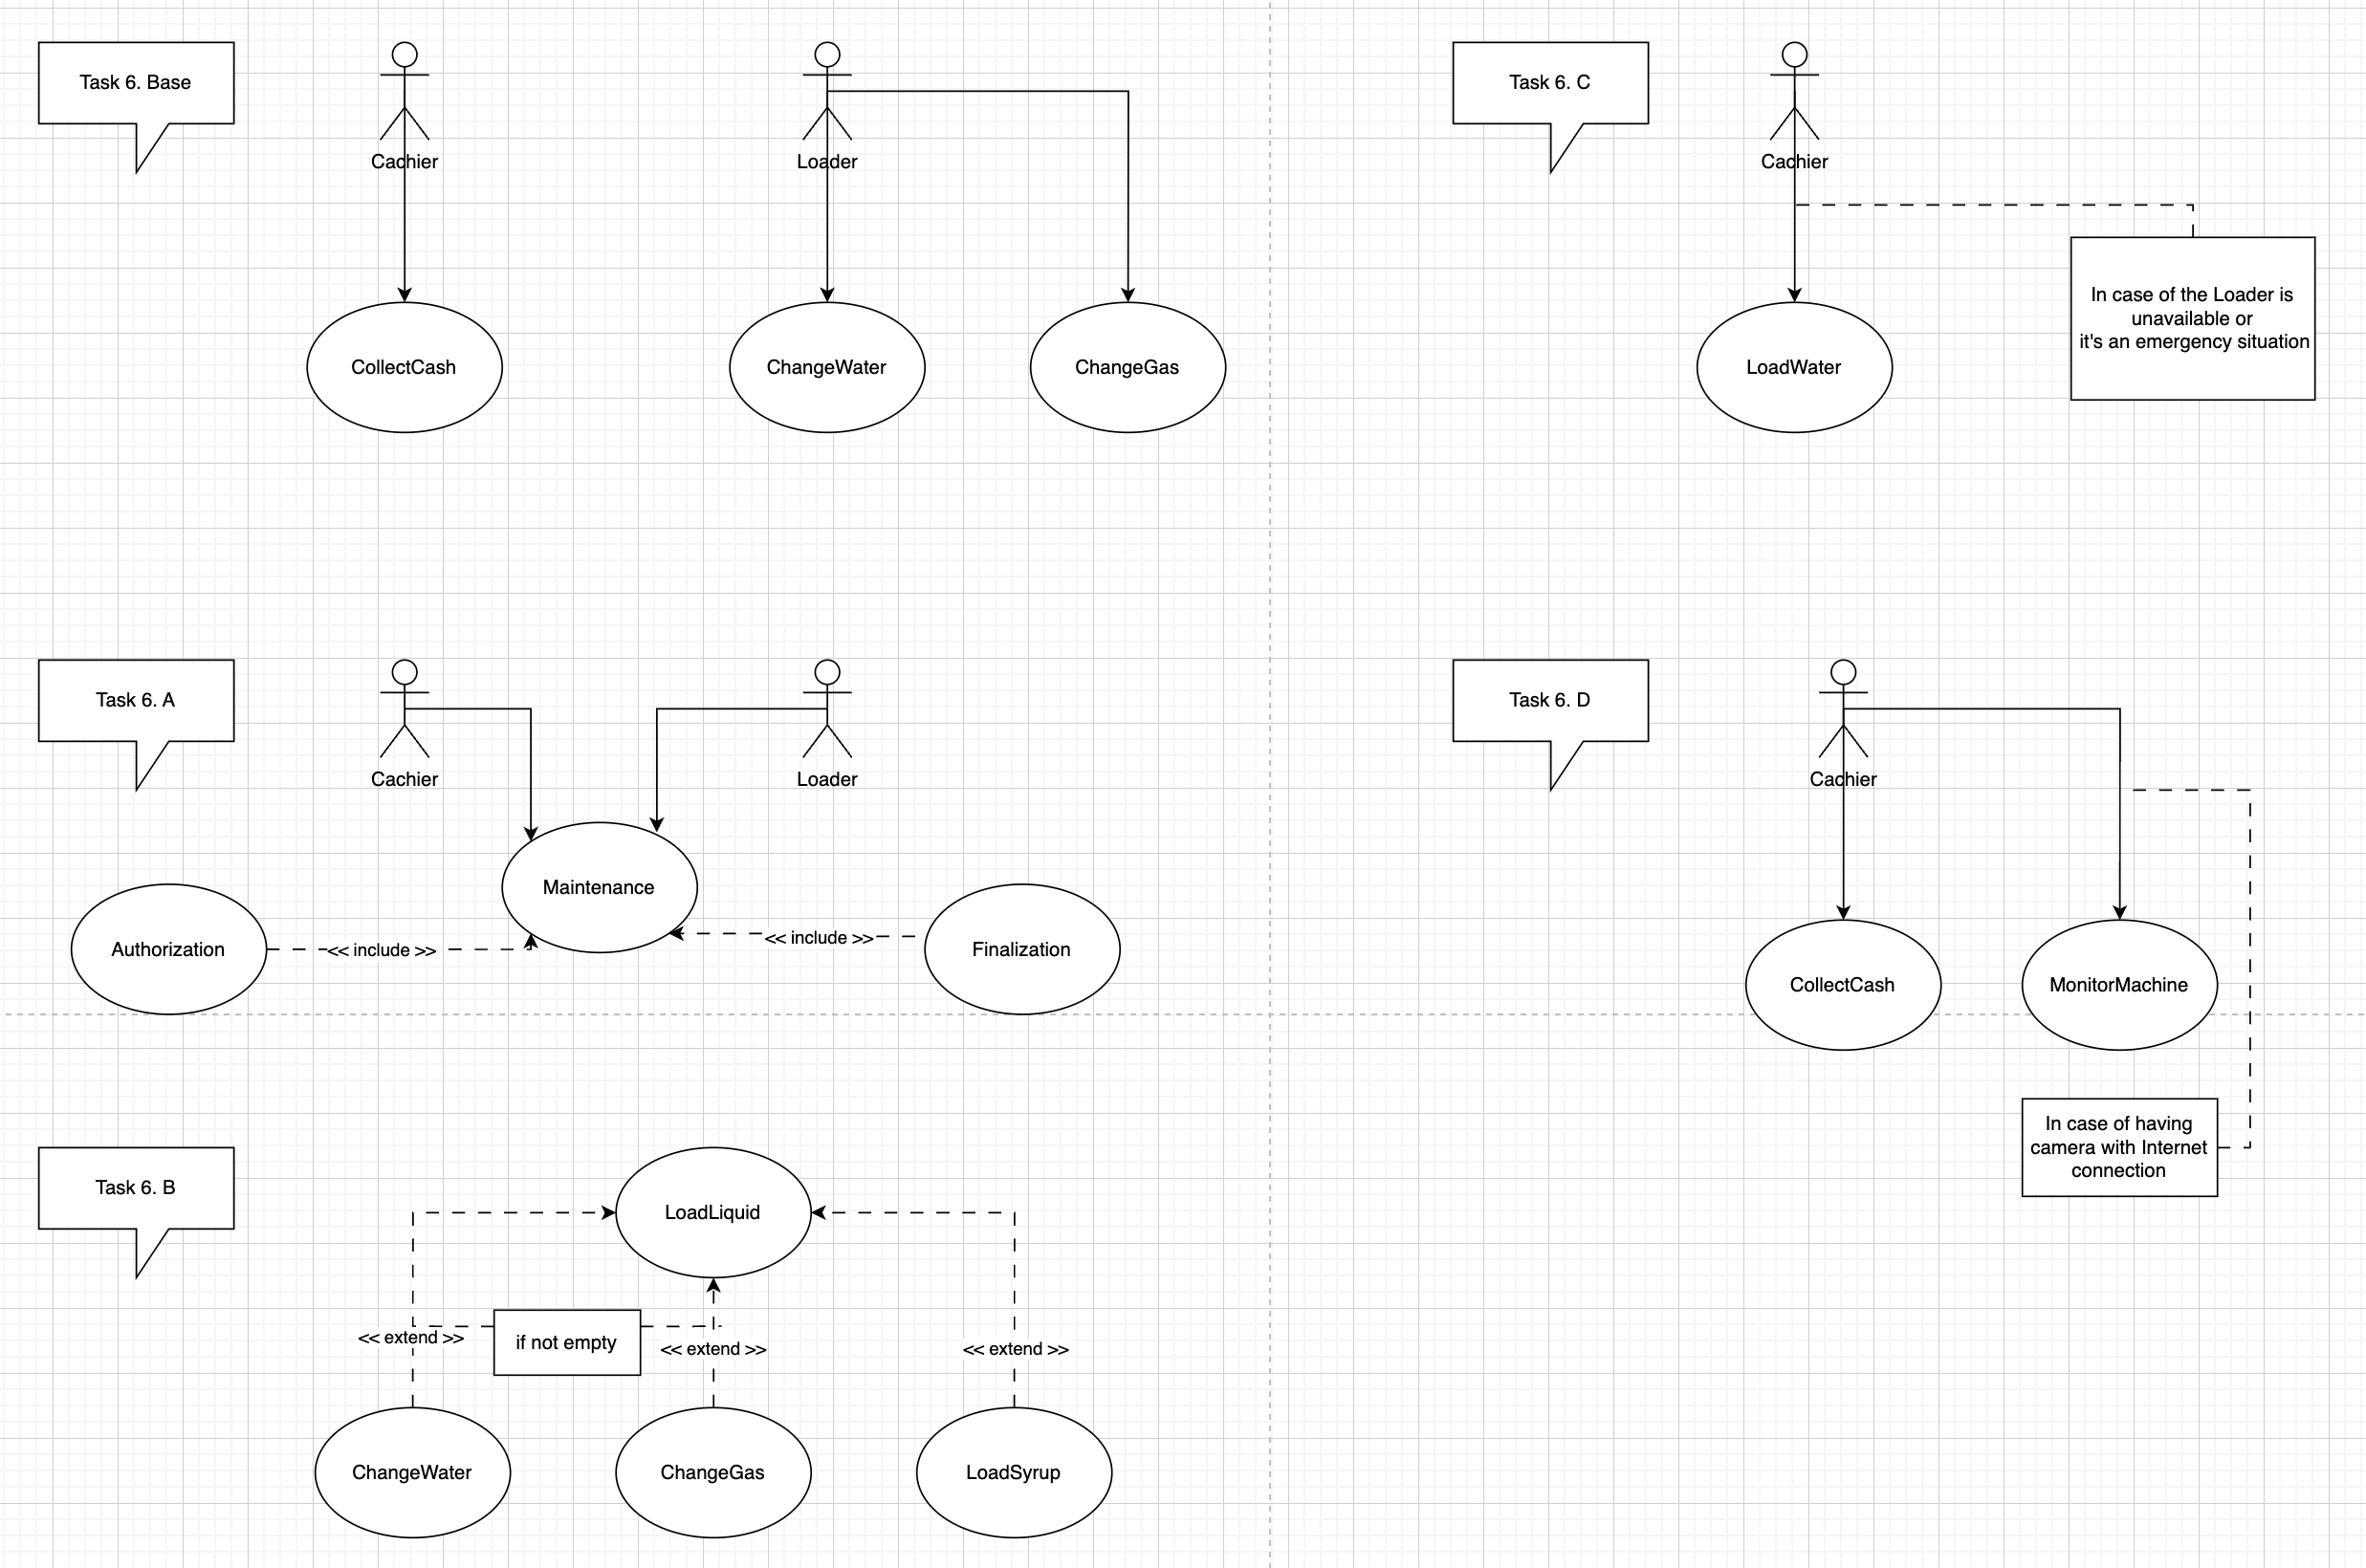 Task 6. Base
Cachier
Loader
CollectCash
ChangeWater
ChangeGas
Task 6. C
Cachier
LoadWater
In case of the Loader is
unavailable or
it's an emergency situation
Task 6. A
Cachier
Loader
Maintenance
Authorization
<< include >>
<< include >>
Finalization
Task 6. D
Cachier
CollectCash
MonitorMachine
In case of having
camera with Internet
connection
Task 6. B
LoadLiquid
<< extend >>
if not empty
<< extend >>
<< extend >>
ChangeWater
ChangeGas
LoadSyrup